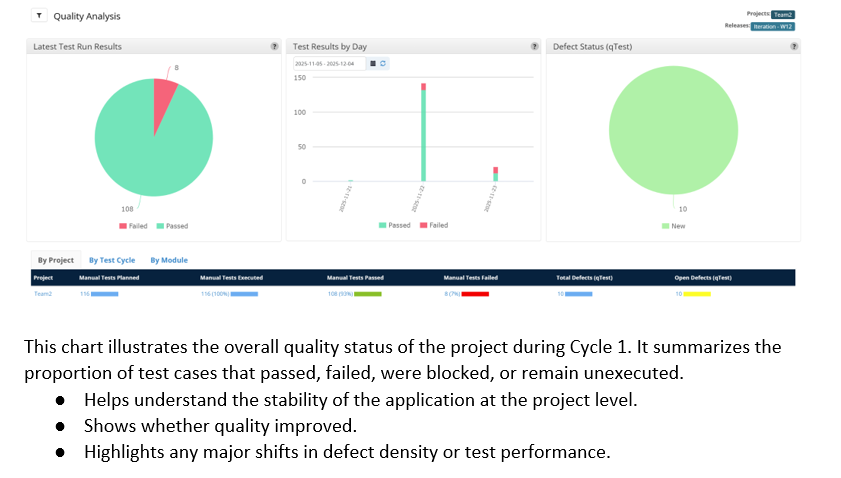 Quality Analysis
Projects: Team2
Releases: Iteration - W12
Latest Test Run Results
8
108
Failed Passed
Test Results by Day
2025-11-05 - 2025-12-04
150
100
50
0
2025-11-21
2025-11-22
2025-11-23
Passed Failed
Defect Status (qTest)
10
New
By Project By Test Cycle By Module
Project Manual Tests Planned Manual Tests Executed Manual Tests Passed Manual Tests Failed Total Defects (qTest) Open Defects (qTest)
Team2 116 116 (100%) 108 (93%) 8 (7%) 10 10
This chart illustrates the overall quality status of the project during Cycle 1. It summarizes the
proportion of test cases that passed, failed, were blocked, or remain unexecuted.
● Helps understand the stability of the application at the project level.
● Shows whether quality improved.
● Highlights any major shifts in defect density or test performance.